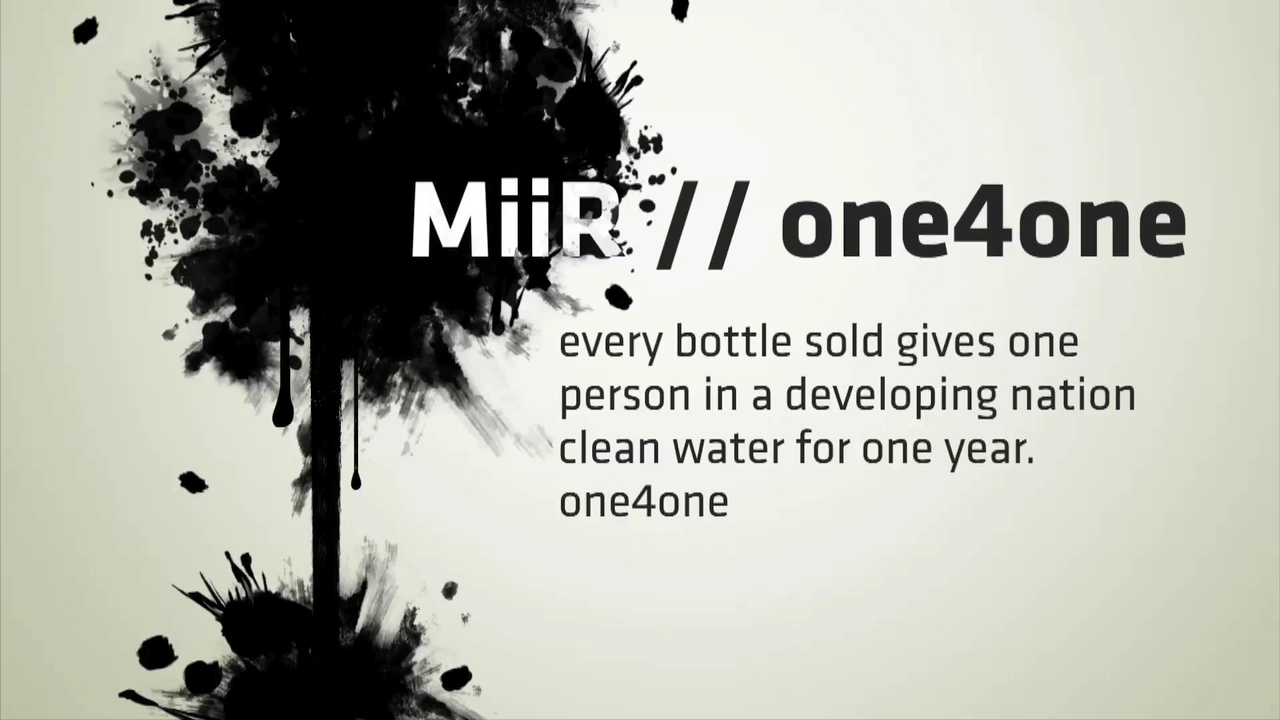 MiiR // one4one
every bottle sold gives one
person in a developing nation
clean water for one year.
one4one